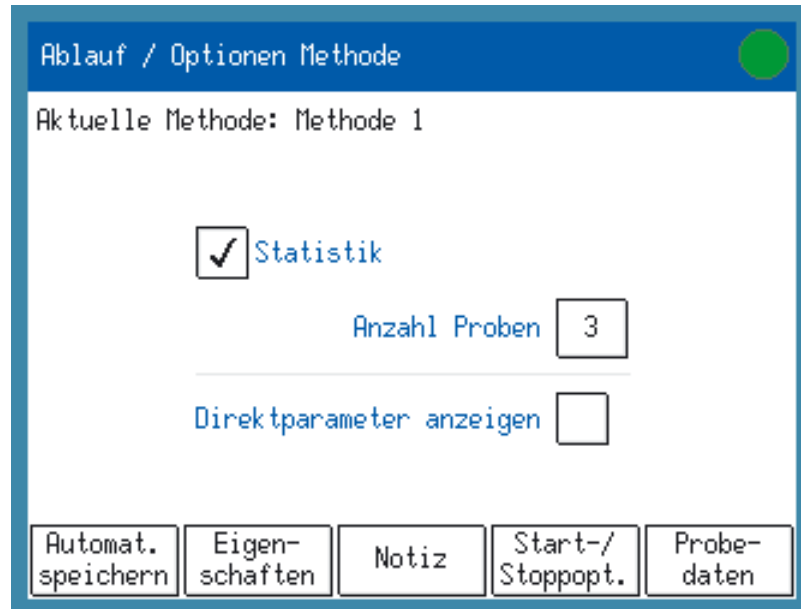 Ablauf / Optionen Methode
Aktuelle Methode: Methode 1
✓ Statistik
Anzahl Proben 3
Direktparameter anzeigen
Automat.
speichern
Eigen-
schaften
Notiz
Start-/
Stoppopt.
Probe-
daten